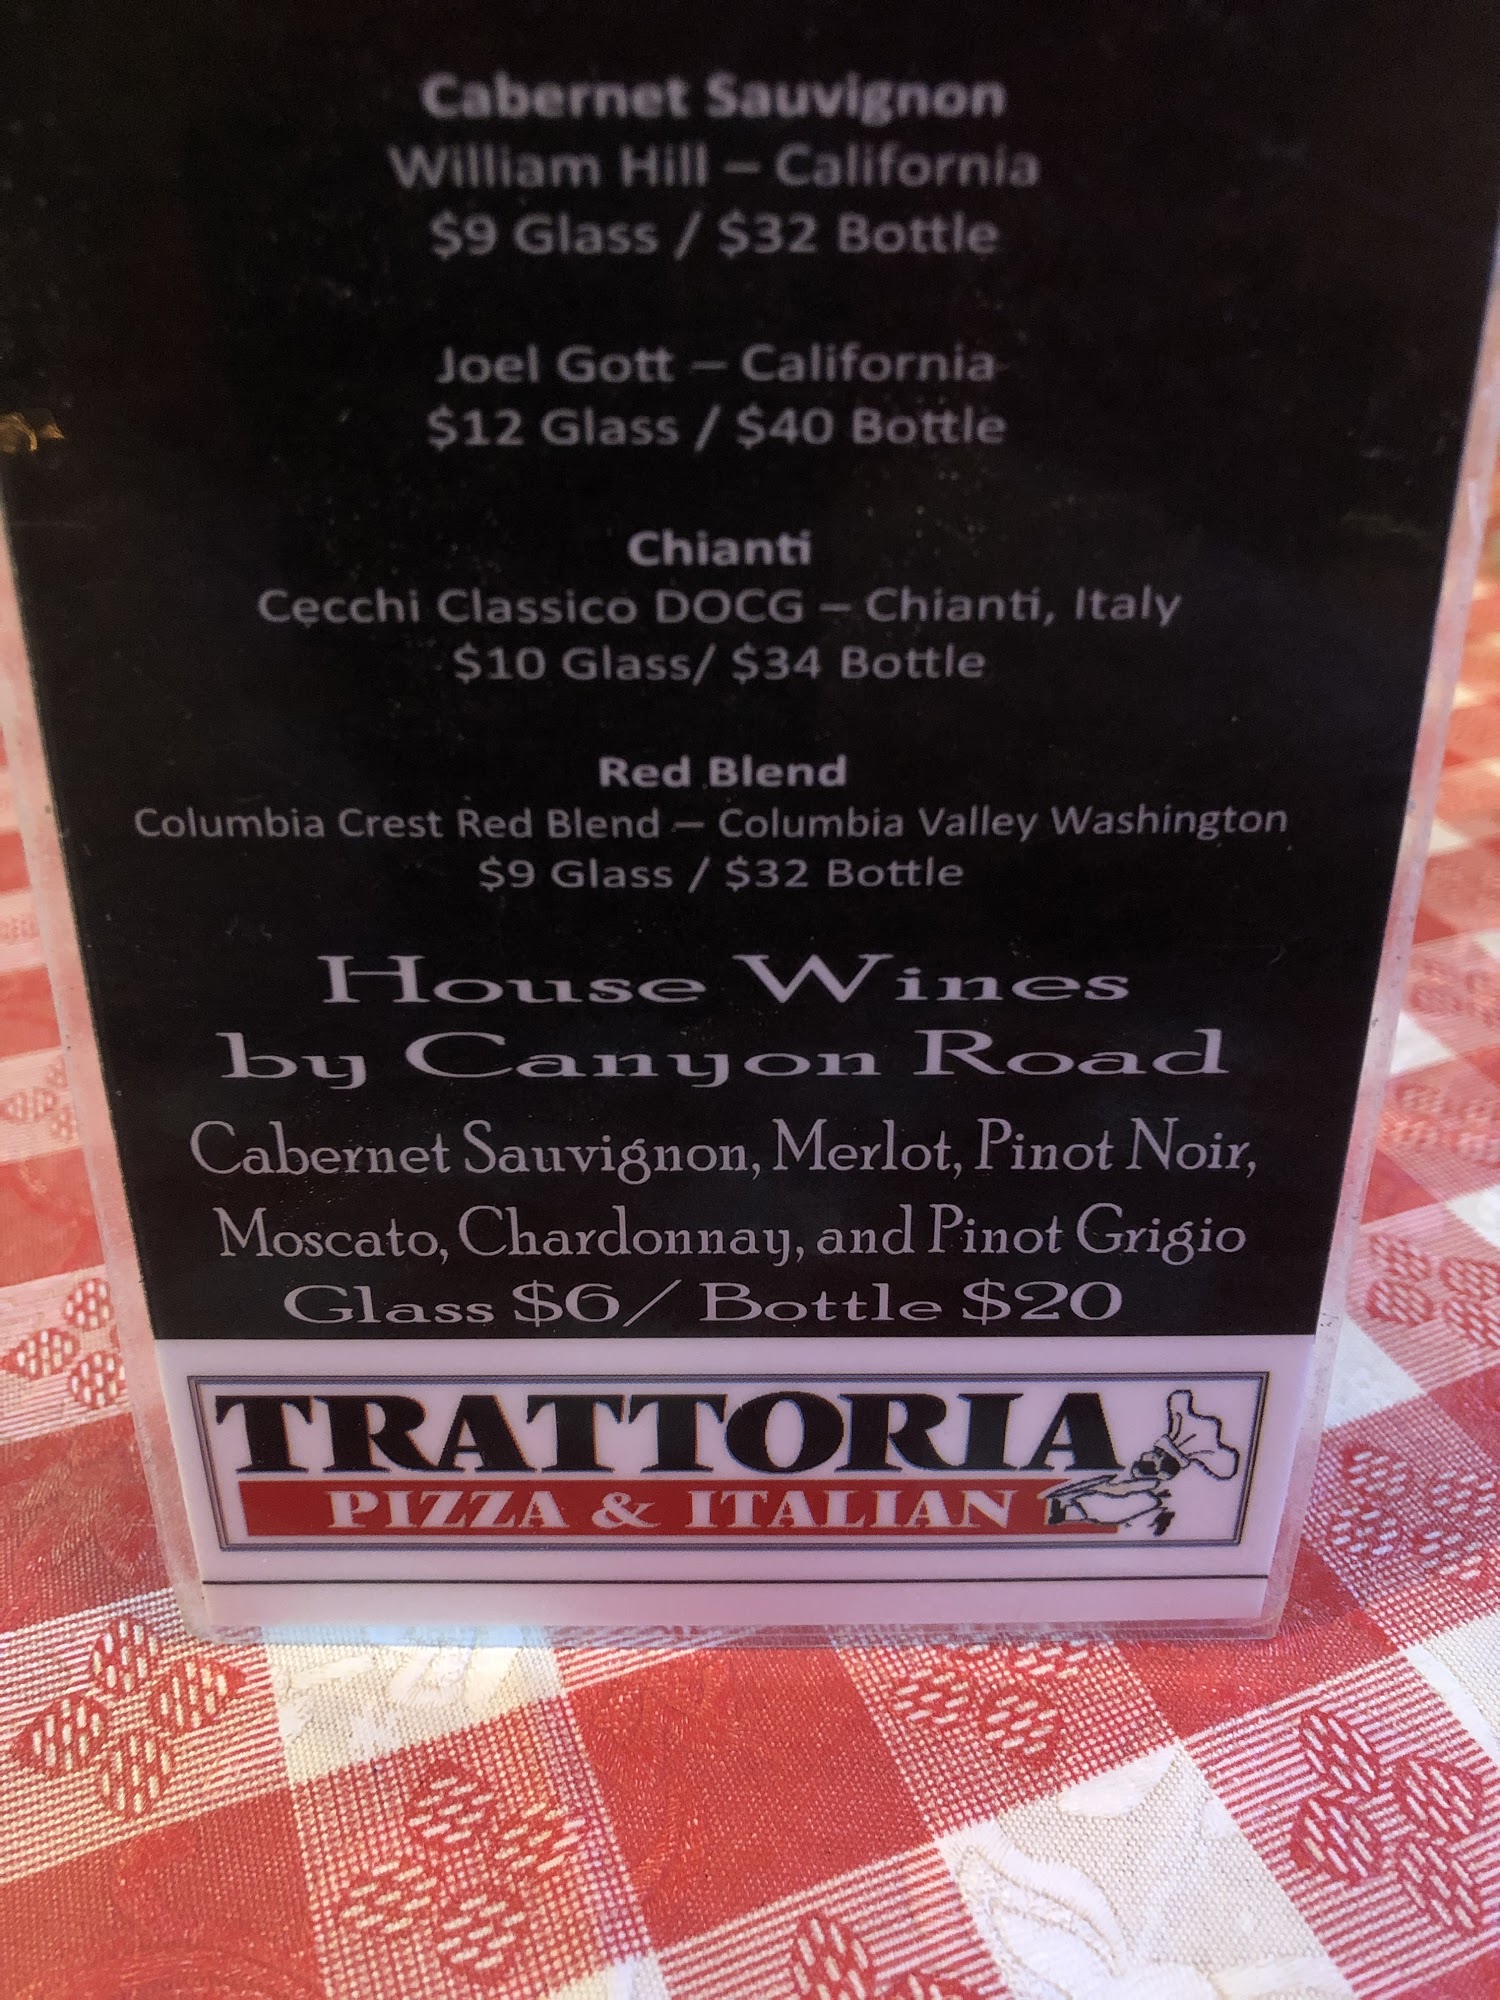 Cabernet Sauvignon
William Hill – California
$9 Glass / $32 Bottle
Joel Gott – California
$12 Glass / $40 Bottle
Chianti
Cecchi Classico DOCG – Chianti, Italy
$10 Glass/ $34 Bottle
Red Blend
Columbia Crest Red Blend – Columbia Valley Washington
$9 Glass / $32 Bottle
House Wines
by Canyon Road
Cabernet Sauvignon, Merlot, Pinot Noir,
Moscato, Chardonnay, and Pinot Grigio
Glass $6/ Bottle $20
TRATTORIA
PIZZA & ITALIAN